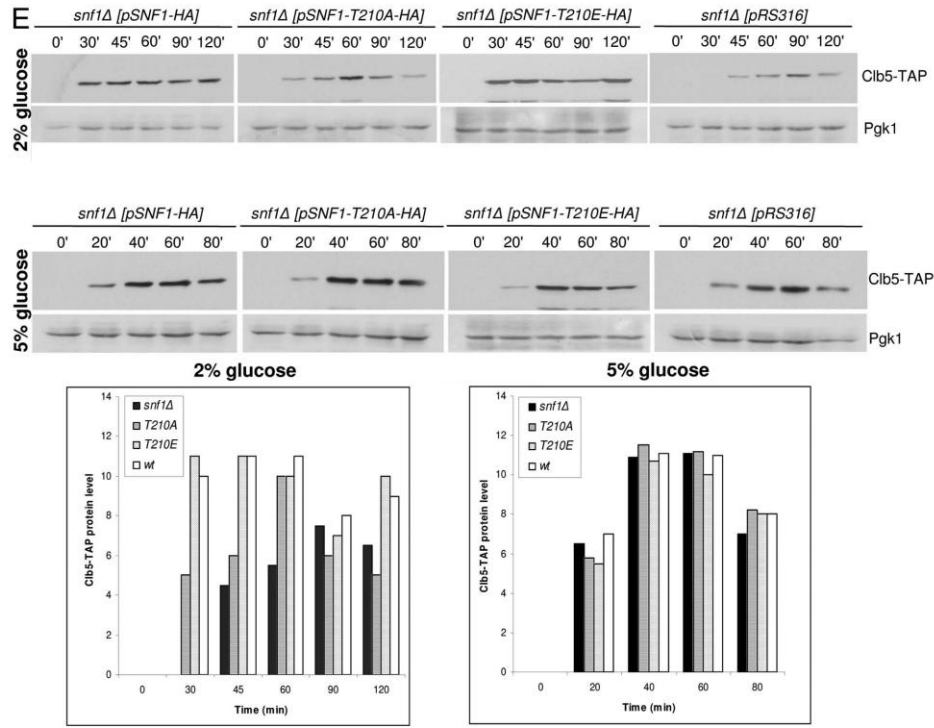 E
snf1Δ [pSNF1-HA] snf1Δ [pSNF1-T210A-HA] snf1Δ [pSNF1-T210E-HA] snf1Δ [pRS316]
0' 30' 45' 60' 90' 120' 0' 30' 45' 60' 90' 120' 0' 30' 45' 60' 90' 120' 0' 30' 45' 60' 90' 120'
2% glucose
Clb5-TAP
Pgk1
snf1Δ [pSNF1-HA] snf1Δ [pSNF1-T210A-HA] snf1Δ [pSNF1-T210E-HA] snf1Δ [pRS316]
0' 20' 40' 60' 80' 0' 20' 40' 60' 80' 0' 20' 40' 60' 80' 0' 20' 40' 60' 80'
5% glucose
Clb5-TAP
Pgk1
2% glucose
14
12
10
8
6
4
2
0
Clb5-TAP protein level
snf1Δ
T210A
T210E
wt
0 30 45 60 90 120
Time (min)
5% glucose
14
12
10
8
6
4
2
0
Clb5-TAP protein level
snf1Δ
T210A
T210E
wt
0 20 40 60 80
Time (min)